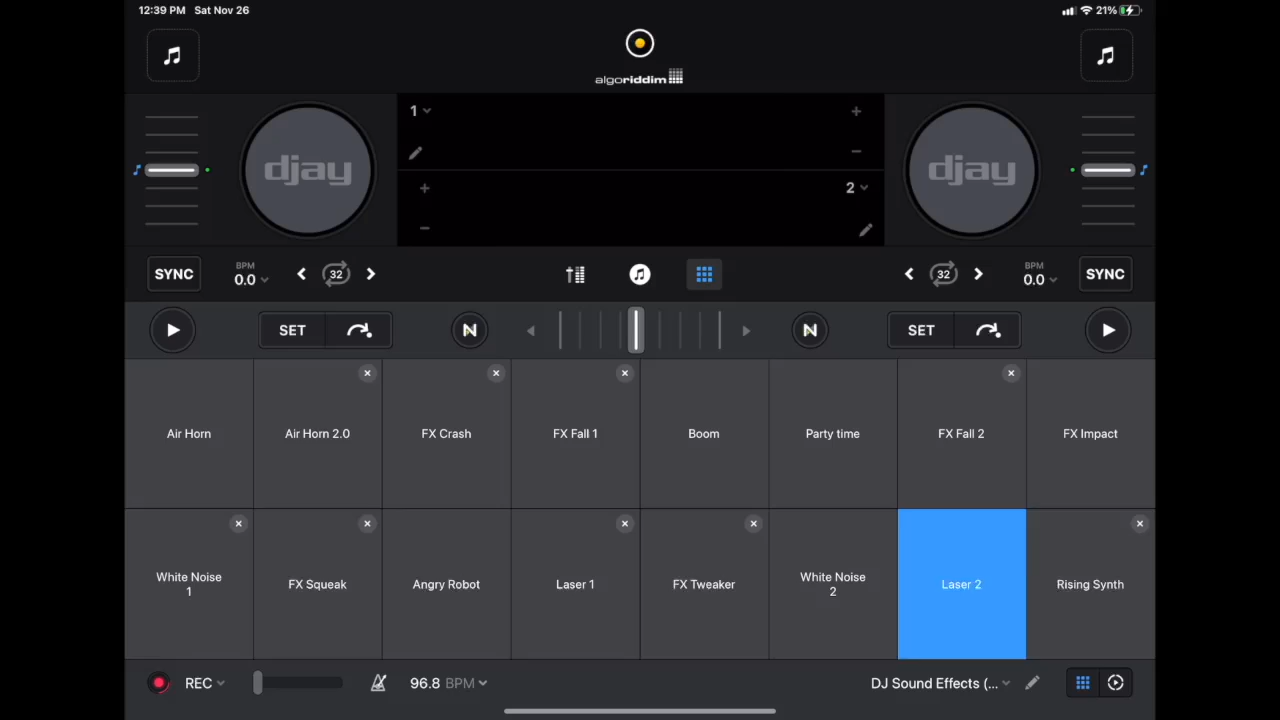 12:39 PM Sat Nov 26
21%
algoriddim
djay
1
2
djay
SYNC
BPM
0.0
32
32
BPM
0.0
SYNC
SET
N
N
SET
Air Horn
Air Horn 2.0
FX Crash
FX Fall 1
Boom
Party time
FX Fall 2
FX Impact
White Noise
1
FX Squeak
Angry Robot
Laser 1
FX Tweaker
White Noise
2
Laser 2
Rising Synth
REC
96.8 BPM
DJ Sound Effects (...